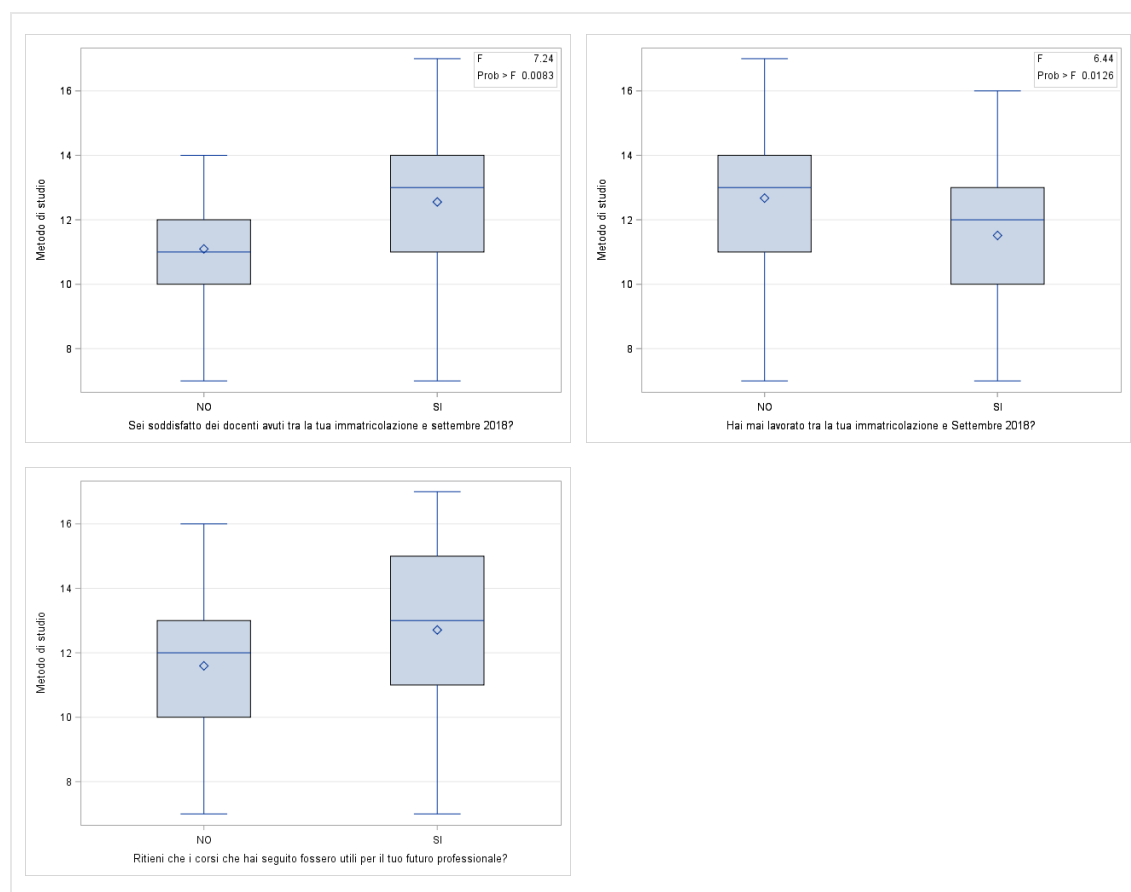 F 7.24
Prob > F 0.0083
16
14
12
10
8
Metodo di studio
NO SI
Sei soddisfatto dei docenti avuti tra la tua immatricolazione e settembre 2018?
F 6.44
Prob > F 0.0126
16
14
12
10
8
Metodo di studio
NO SI
Hai mai lavorato tra la tua immatricolazione e Settembre 2018?
16
14
12
10
8
Metodo di studio
NO SI
Ritieni che i corsi che hai seguito fossero utili per il tuo futuro professionale?